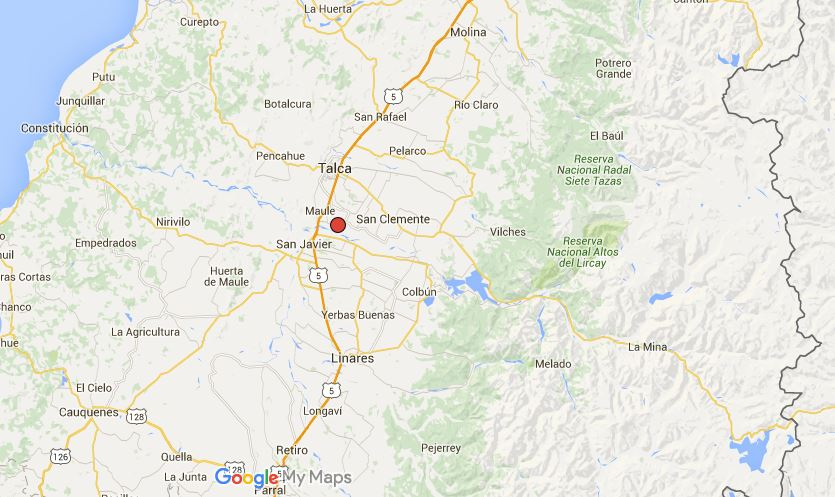 La Huerta
Curepto
Molina
Potrero
Grande
Putu
Junquillar
Botalcura
Río Claro
5
San Rafael
Constitución
El Baúl
Pencahue
Talca
Pelarco
Reserva
Nacional Radal
Siete Tazas
Maule
San Clemente
Nirivilo
Vilches
Empedrados
San Javier
Reserva
Nacional Altos
del Lircay
Huerta
de Maule
5
Colbún
Yerbas Buenas
La Agricultura
La Mina
Linares
Melado
El Cielo
5
Cauquenes
128
Longaví
Pejerrey
126
Quella
Retiro
128
5
La Junta
Google My Maps
Parral